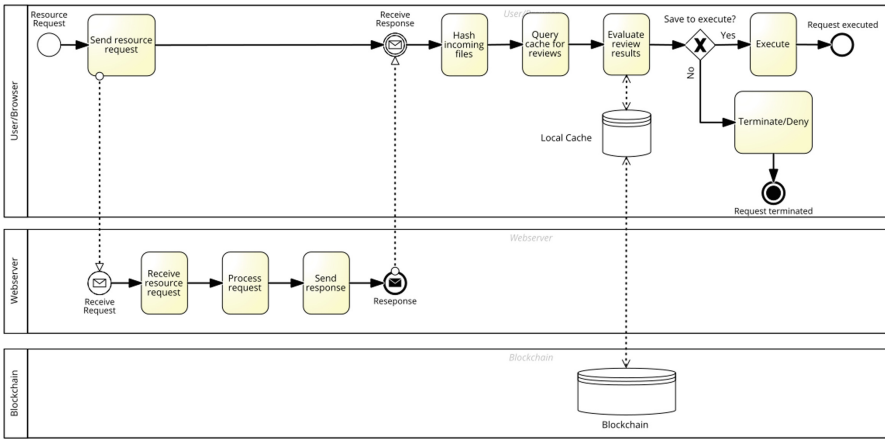 Resource
Request
Send resource
request
Receive
Response
Hash
incoming
files
Query
cache for
reviews
Evaluate
review
results
Save to execute?
Yes
No
Execute
Request executed
Terminate/Deny
Request terminated
Local Cache
User/Browser
Webserver
Webserver
Receive
Request
Receive
resource
request
Process
request
Send
response
Reseponse
Blockchain
Blockchain
Blockchain